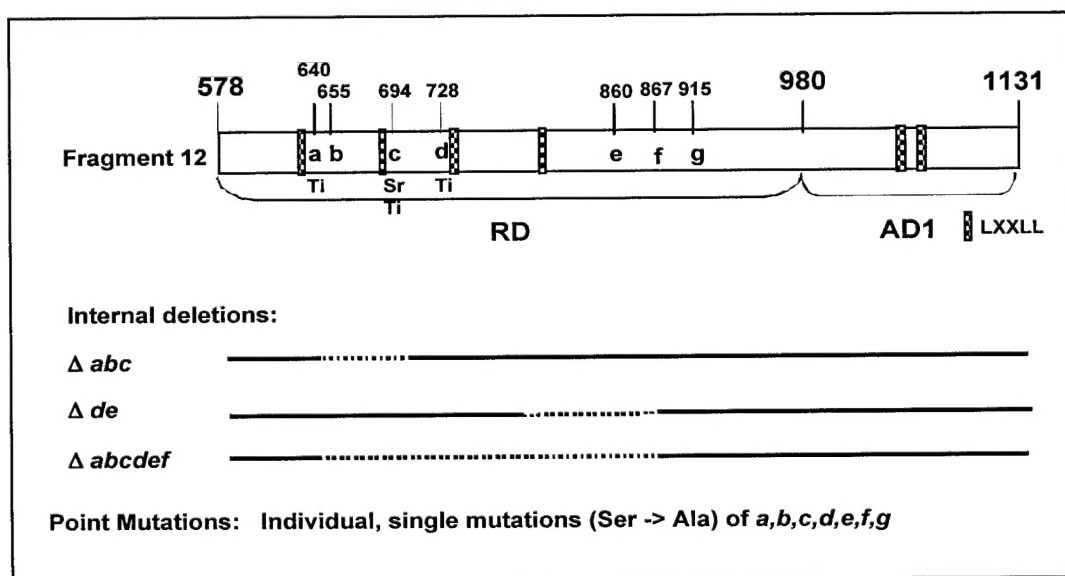 640
578 655 694 728 860 867 915 980 1131
Fragment 12 a b c d e f g
Ti Sr Ti
Ti
RD AD1 LXXLL
Internal deletions:
Δ abc
Δ de
Δ abcdef
Point Mutations: Individual, single mutations (Ser -> Ala) of a,b,c,d,e,f,g